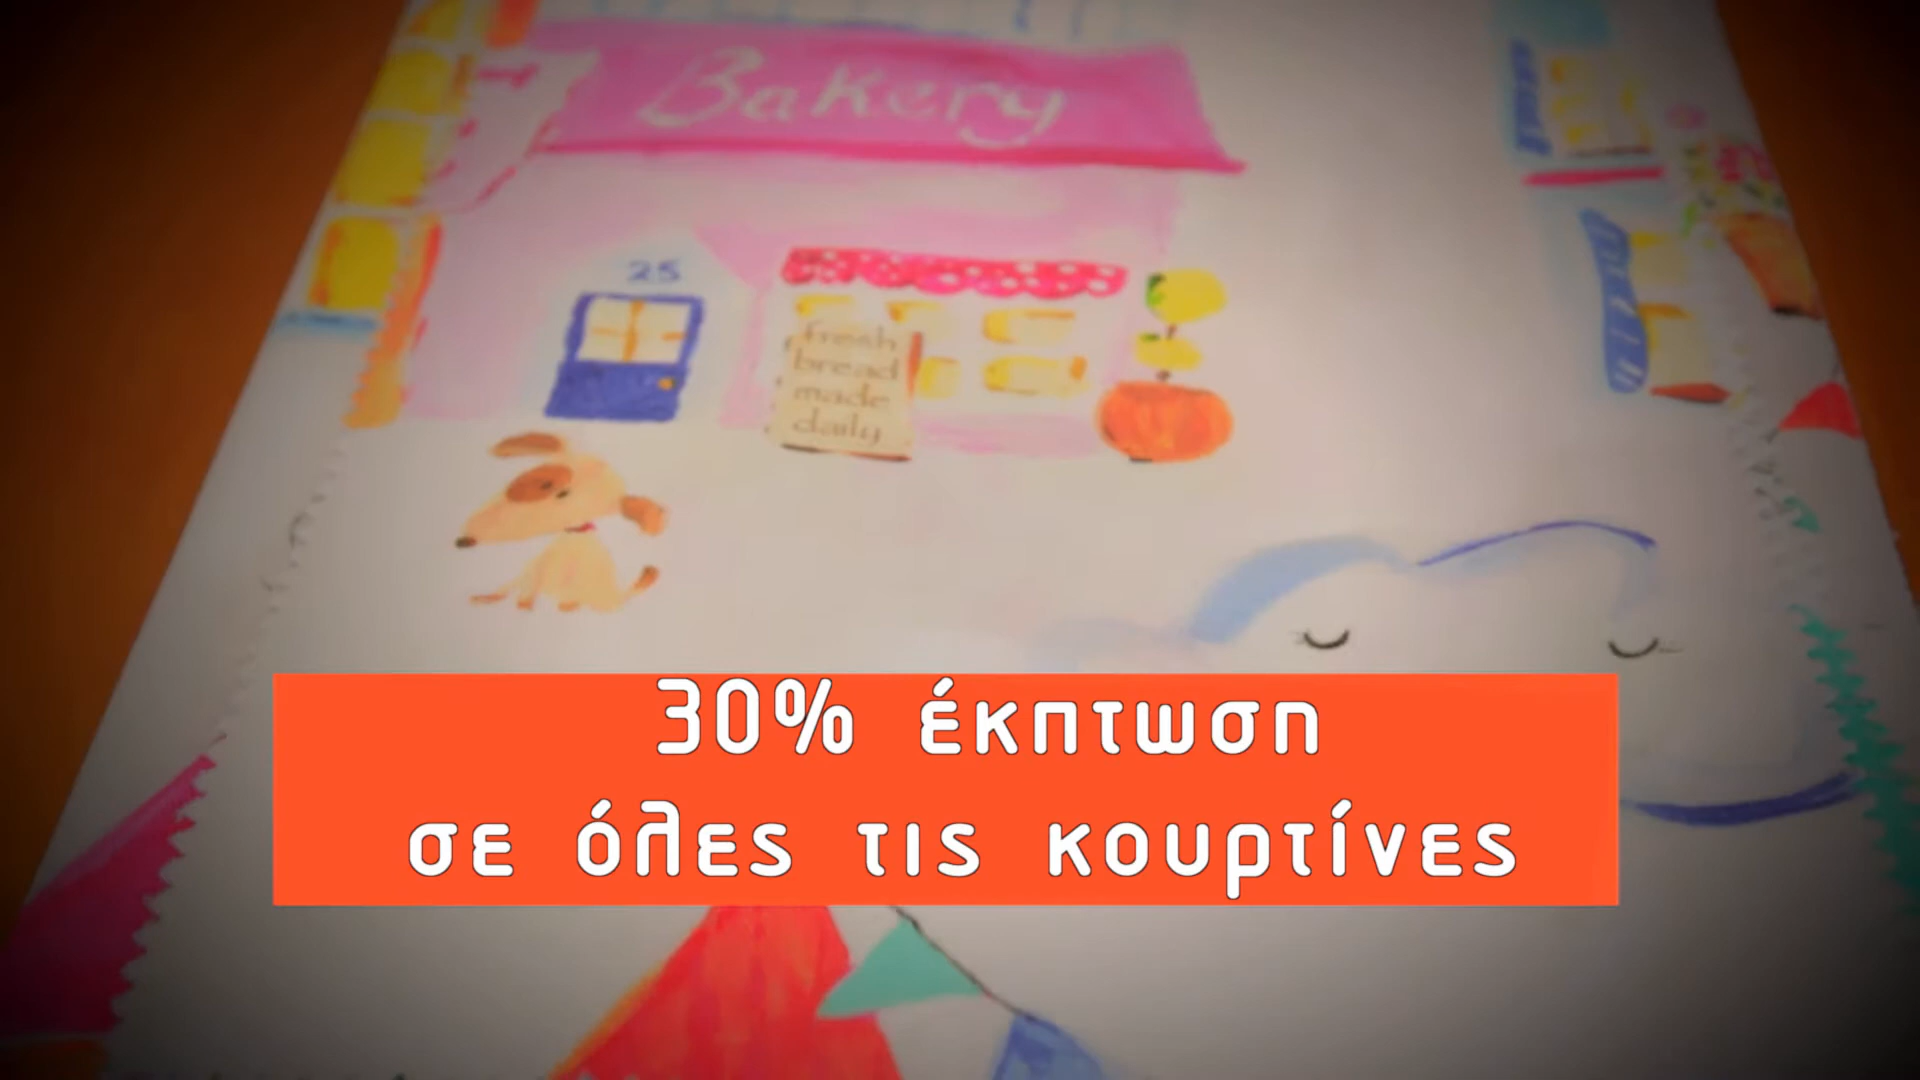 Bakery
25
fresh
bread
made
daily
30% έκπτωση
σε όλες τις κουρτίνες